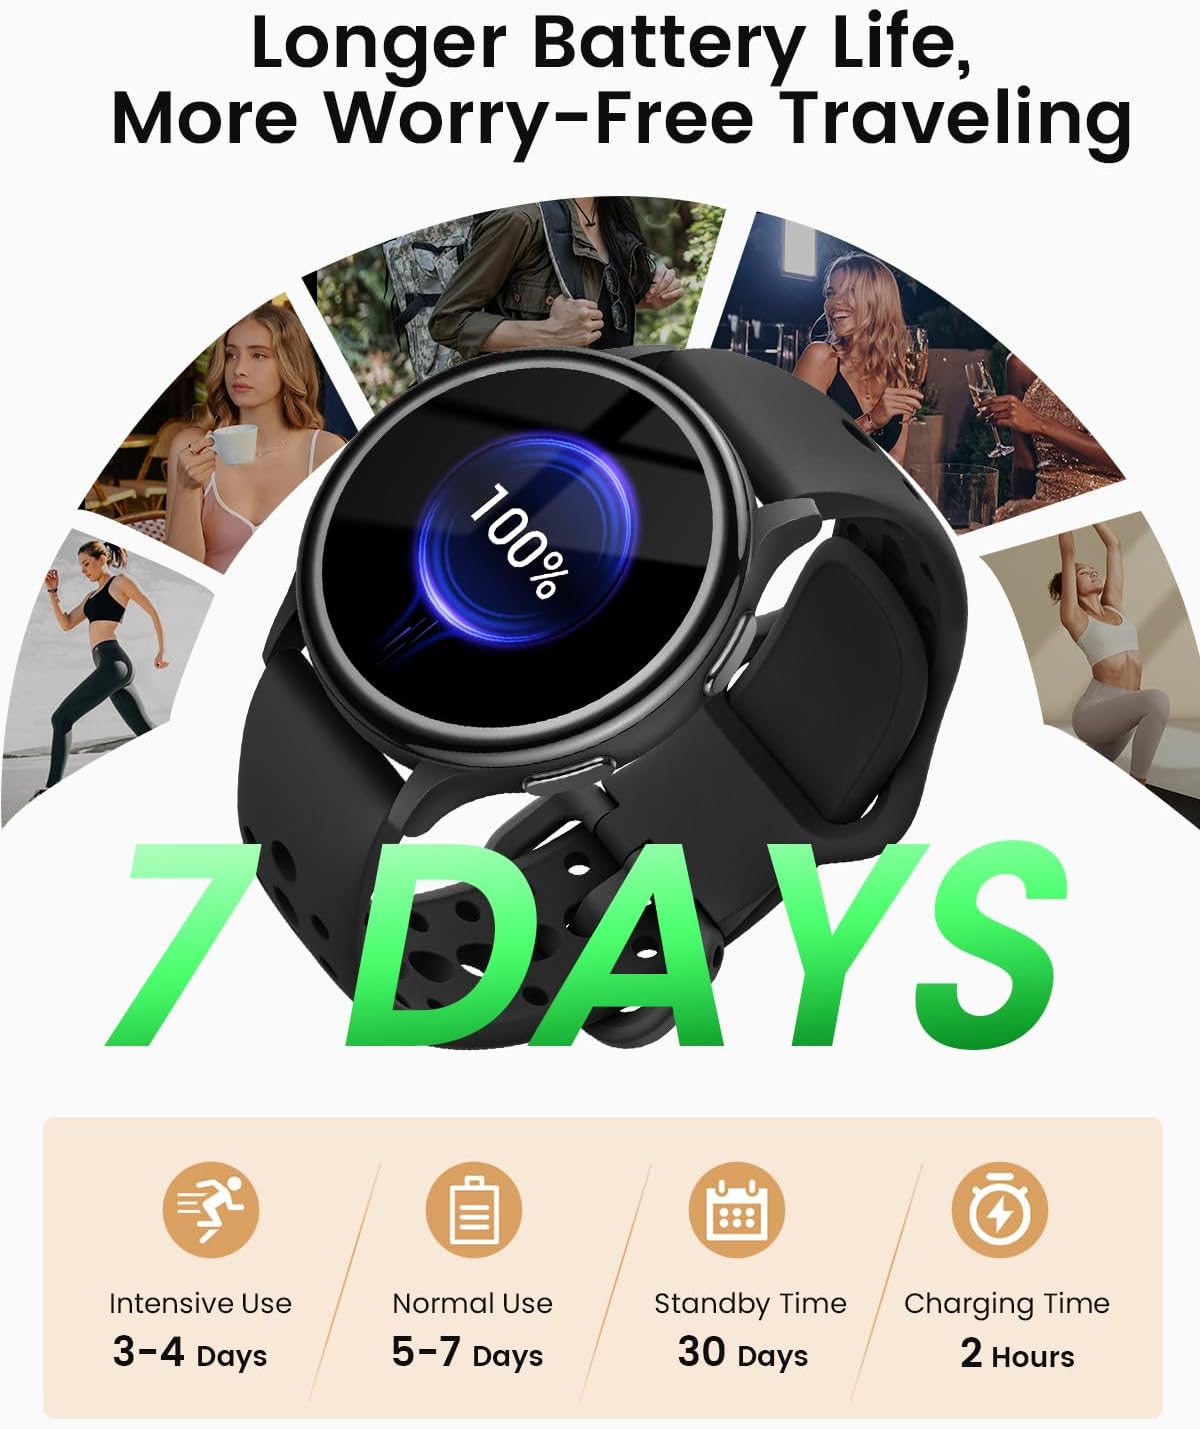 Longer Battery Life,
More Worry-Free Traveling
100%
7 DAYS
Intensive Use
3-4 Days
Normal Use
5-7 Days
Standby Time
30 Days
Charging Time
2 Hours